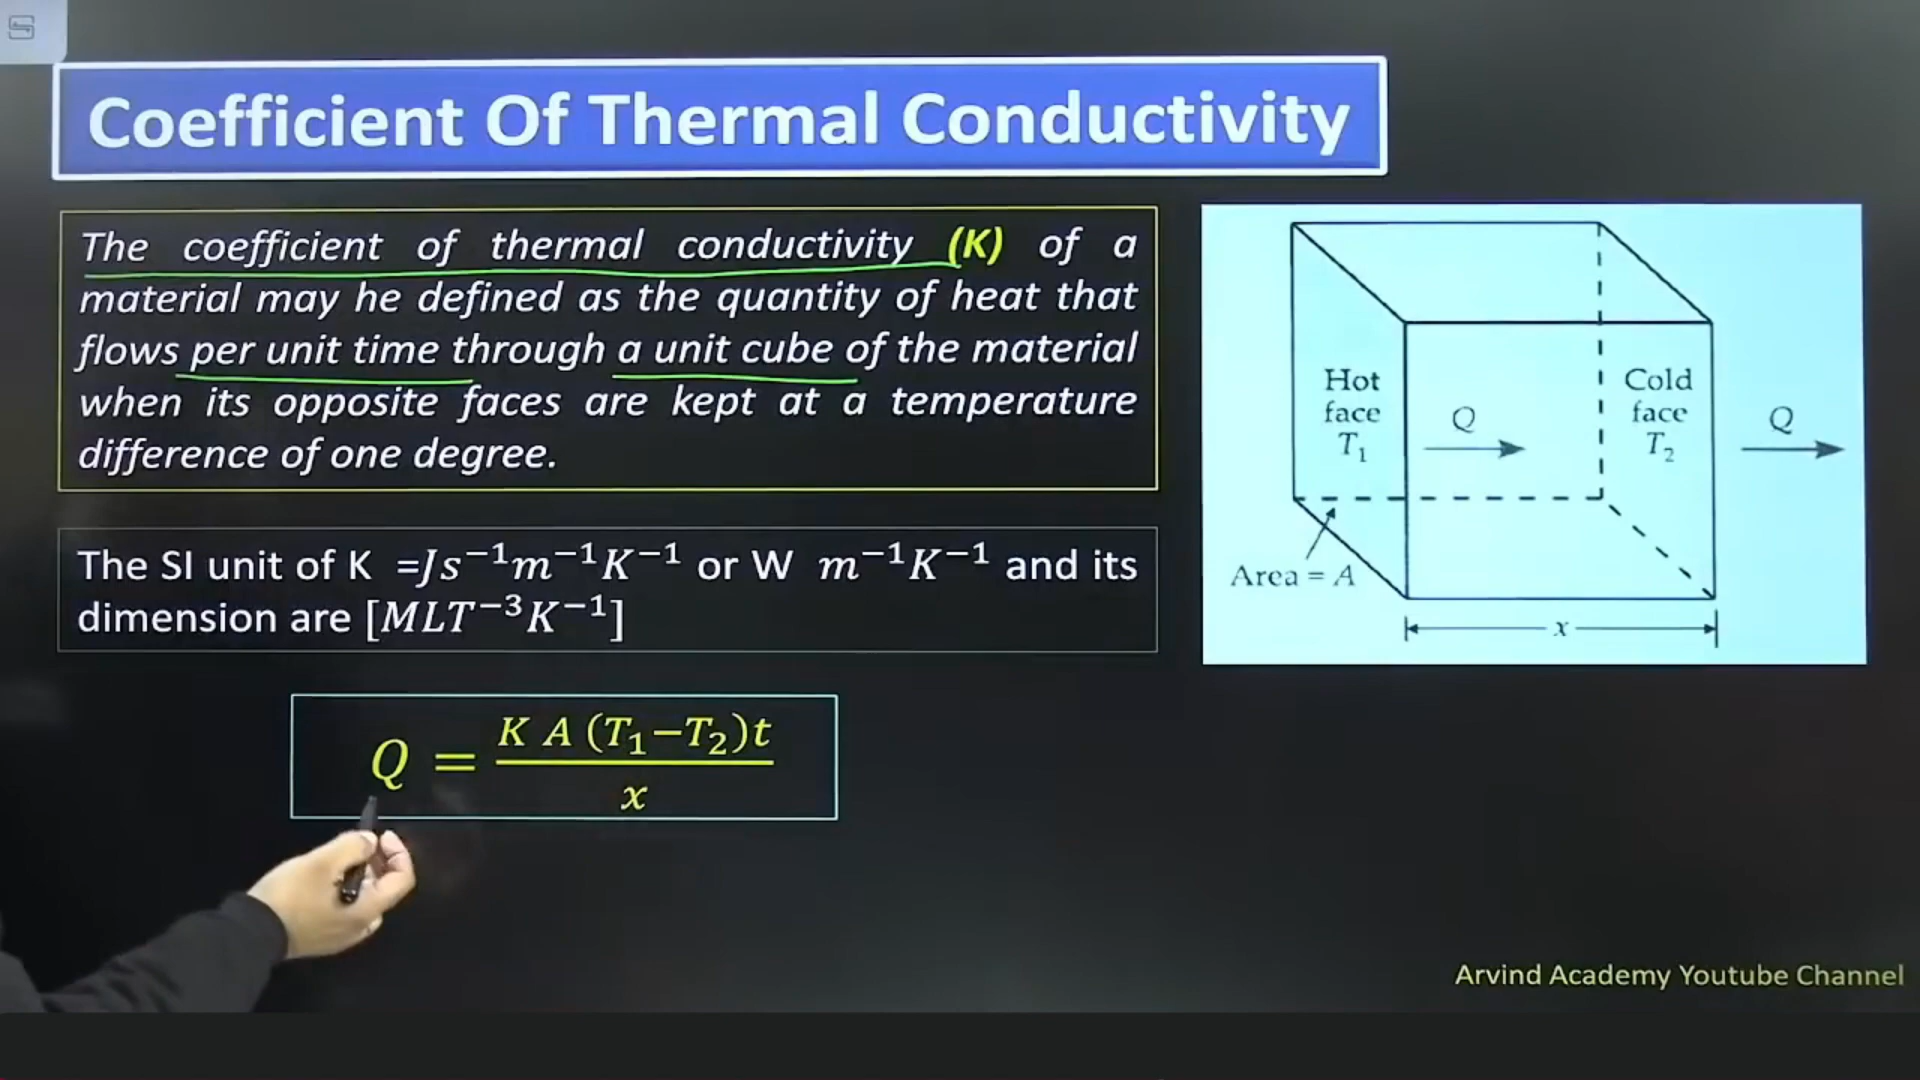 Coefficient Of Thermal Conductivity
The coefficient of thermal conductivity (K) of a
material may he defined as the quantity of heat that
flows per unit time through a unit cube of the material
when its opposite faces are kept at a temperature
difference of one degree.
The SI unit of K =Js⁻¹m⁻¹K⁻¹ or W m⁻¹K⁻¹ and its
dimension are [MLT⁻³K⁻¹]
Q = K A (T₁−T₂)t
x
Hot
face
T₁
Q
Cold
face
T₂
Q
Area = A
x
Arvind Academy Youtube Channel